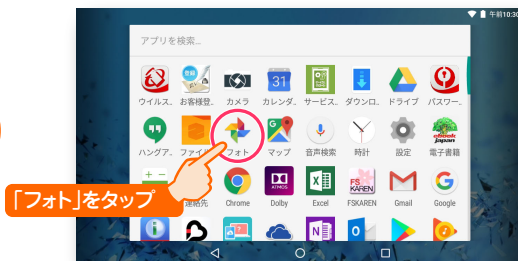 午前10:30
アプリを検索...
31
ウイルス.. お客様登.. カメラ カレンダ.. サービス.. ダウンロ.. ドライブ パスワー..
G
ebook japan
ハングア.. ファイル フォト マップ 音声検索 時計 設定 電子書籍
「フォト」をタップ
ATMOS
FS KAREN
G
連絡先 Chrome Dolby Excel FSKAREN Gmail Google